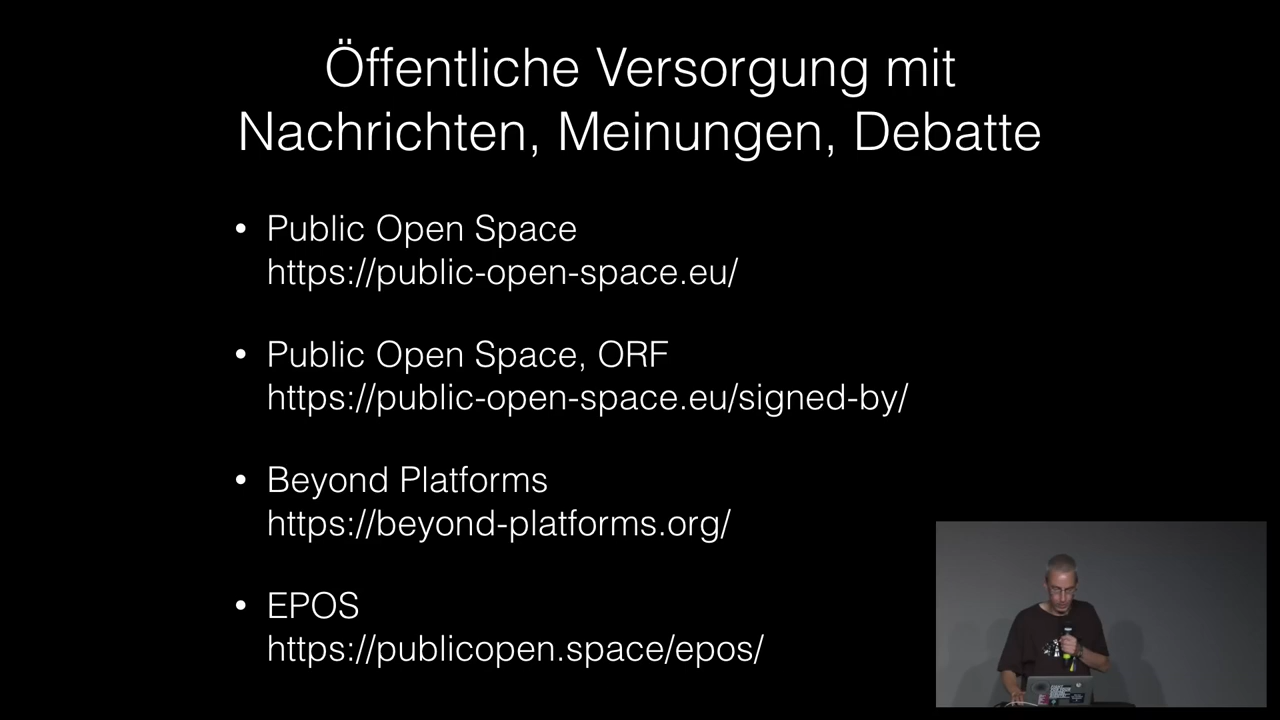 Öffentliche Versorgung mit
Nachrichten, Meinungen, Debatte
• Public Open Space
https://public-open-space.eu/
• Public Open Space, ORF
https://public-open-space.eu/signed-by/
• Beyond Platforms
https://beyond-platforms.org/
• EPOS
https://publicopen.space/epos/